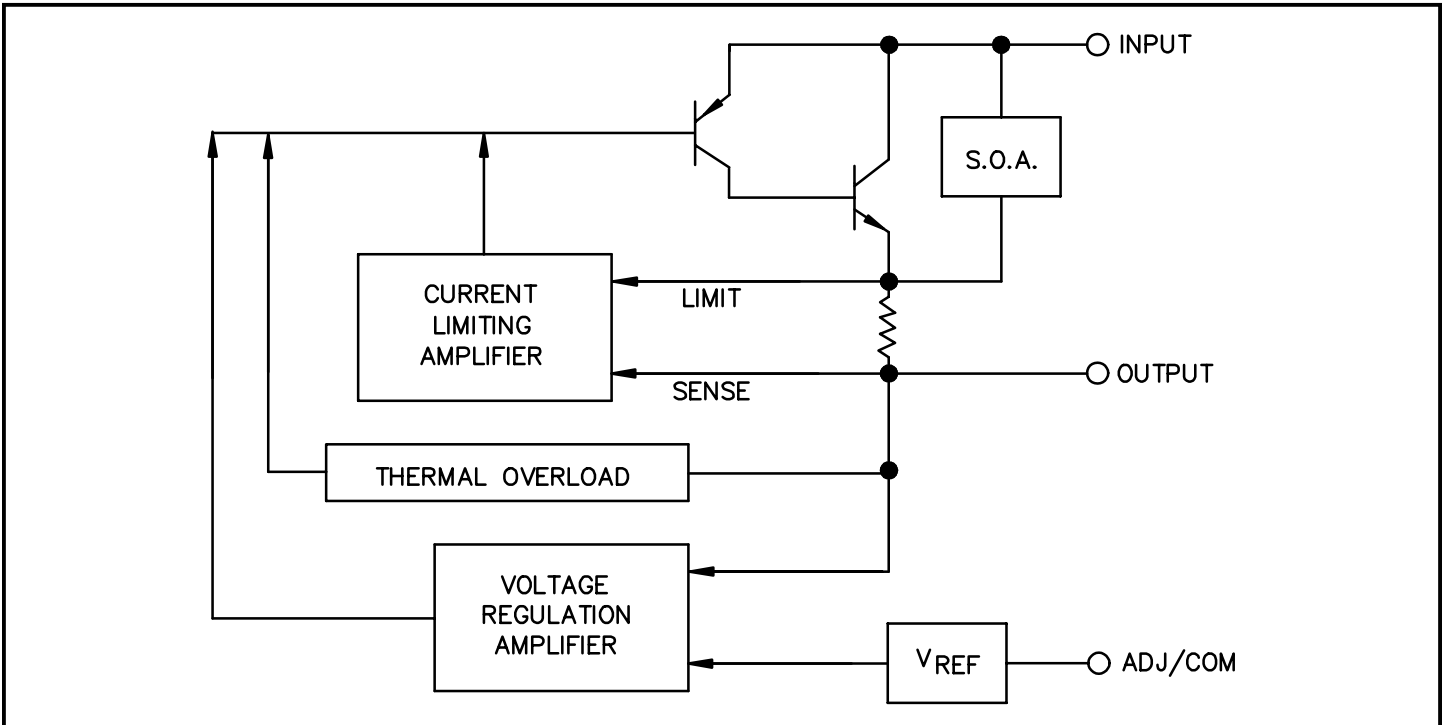 INPUT
S.O.A.
CURRENT
LIMITING
AMPLIFIER
LIMIT
SENSE
OUTPUT
THERMAL OVERLOAD
VOLTAGE
REGULATION
AMPLIFIER
VREF
ADJ/COM